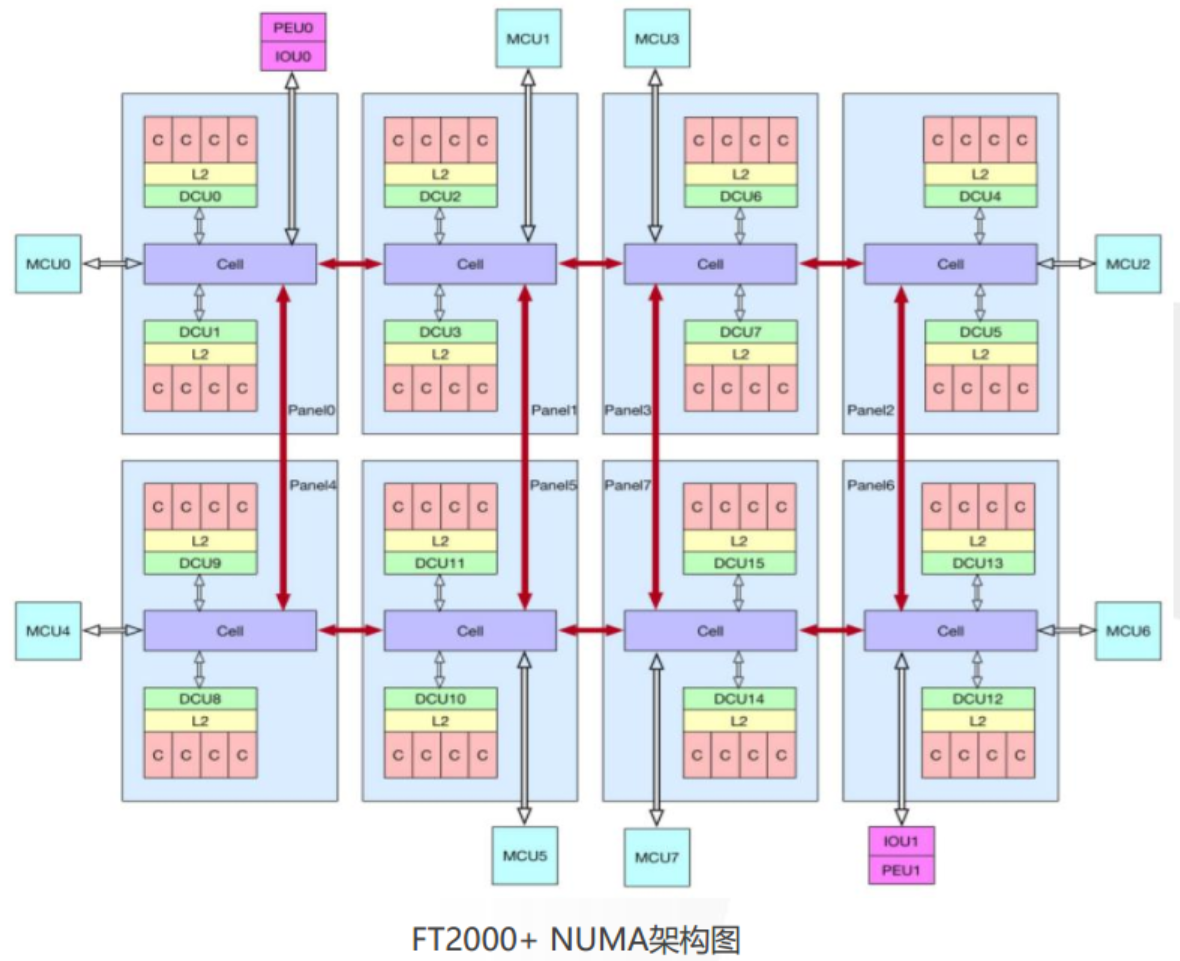 PEU0
IOU0
MCU1
MCU3
C C C C
L2
DCU0
C C C C
L2
DCU2
C C C C
L2
DCU6
C C C C
L2
DCU4
MCU0
Cell
Cell
Cell
Cell
MCU2
DCU1
L2
C C C C
DCU3
L2
C C C C
DCU7
L2
C C C C
DCU5
L2
C C C C
Panel0
Panel1
Panel3
Panel2
Panel4
Panel5
Panel7
Panel6
C C C C
L2
DCU9
C C C C
L2
DCU11
C C C C
L2
DCU15
C C C C
L2
DCU13
MCU4
Cell
Cell
Cell
Cell
MCU6
DCU8
L2
C C C C
DCU10
L2
C C C C
DCU14
L2
C C C C
DCU12
L2
C C C C
MCU5
MCU7
IOU1
PEU1
FT2000+ NUMA架构图